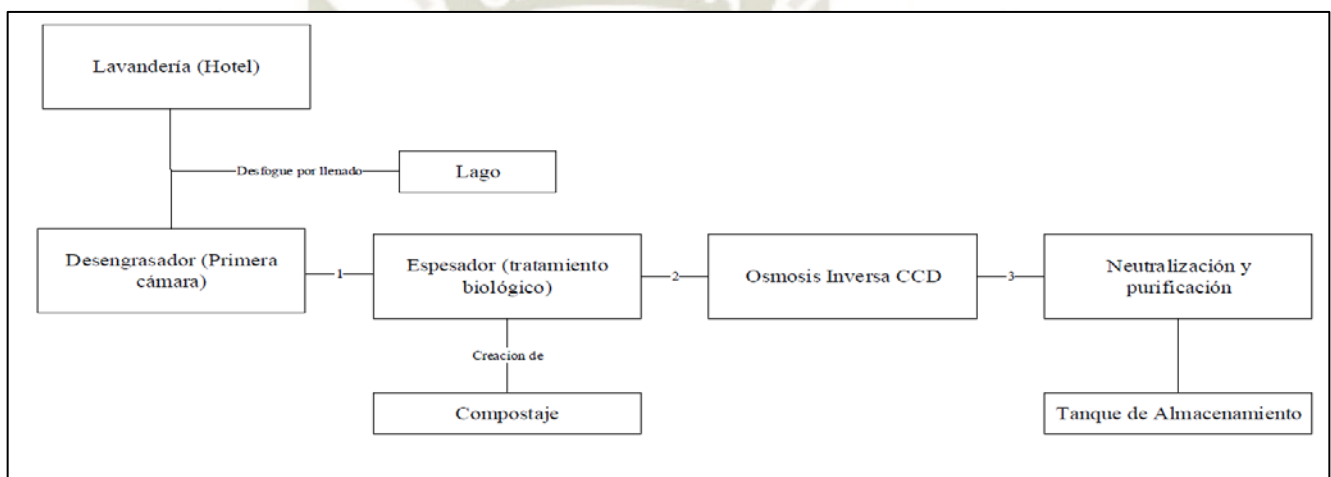 Lavandería (Hotel)
Desfogue por llenado
Lago
Desengrasador (Primera
cámara)
1
Espesador (tratamiento
biológico)
2
Osmosis Inversa CCD
3
Neutralización y
purificación
Creacion de
Compostaje
Tanque de Almacenamiento